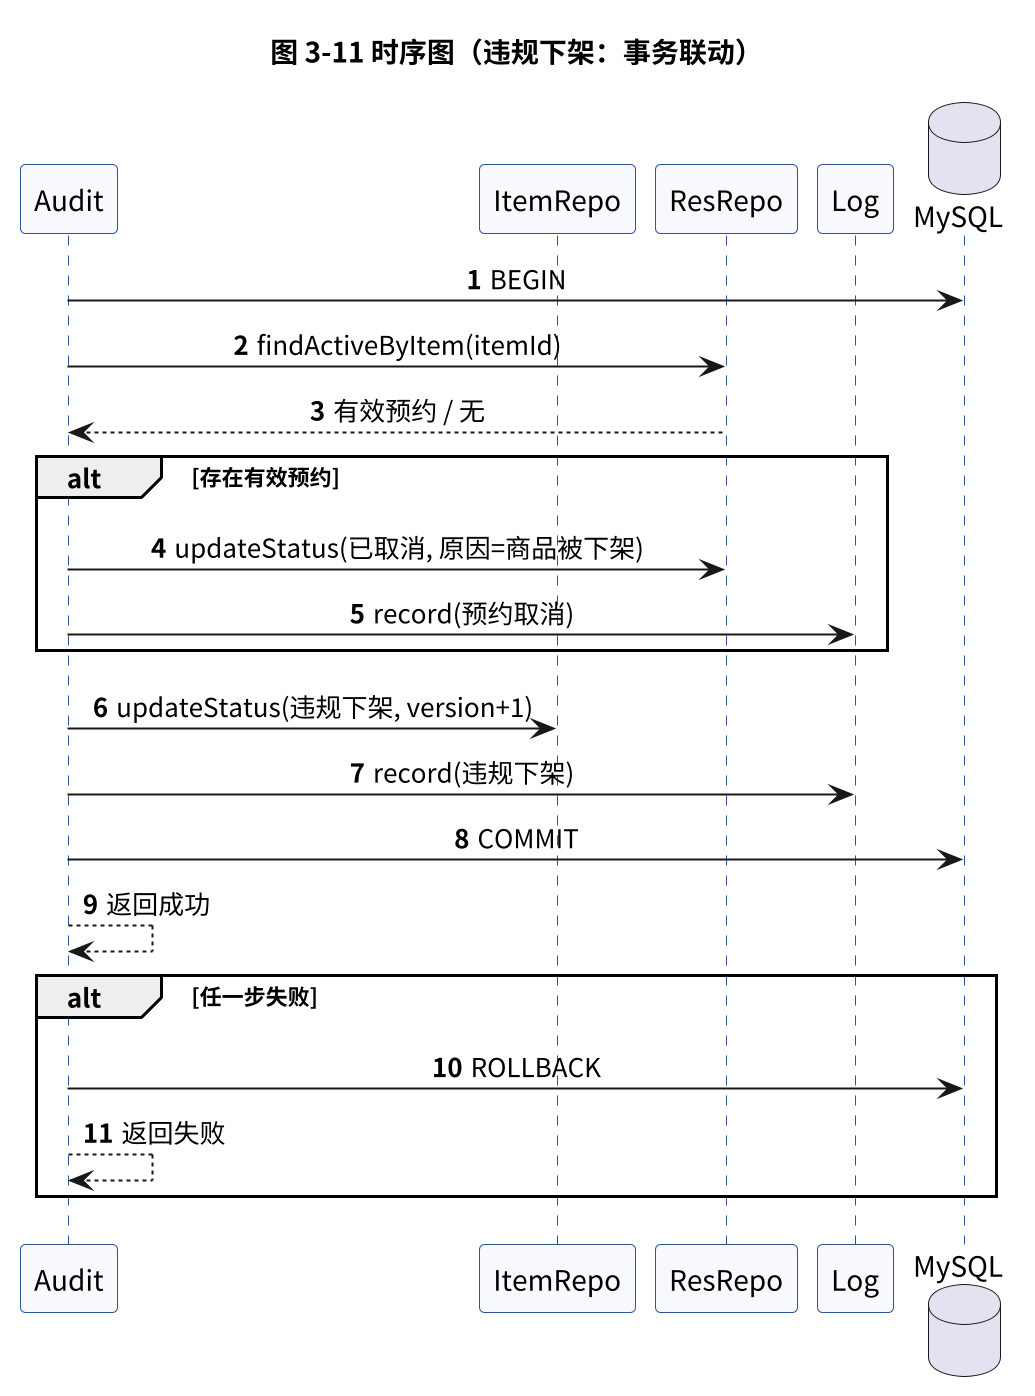 图 3-11 时序图（违规下架：事务联动）
Audit
ItemRepo
ResRepo
Log
MySQL
1 BEGIN
2 findActiveByItem(itemId)
3 有效预约 / 无
alt [存在有效预约]
4 updateStatus(已取消, 原因=商品被下架)
5 record(预约取消)
6 updateStatus(违规下架, version+1)
7 record(违规下架)
8 COMMIT
9 返回成功
alt [任一步失败]
10 ROLLBACK
11 返回失败
Audit
ItemRepo
ResRepo
Log
MySQL